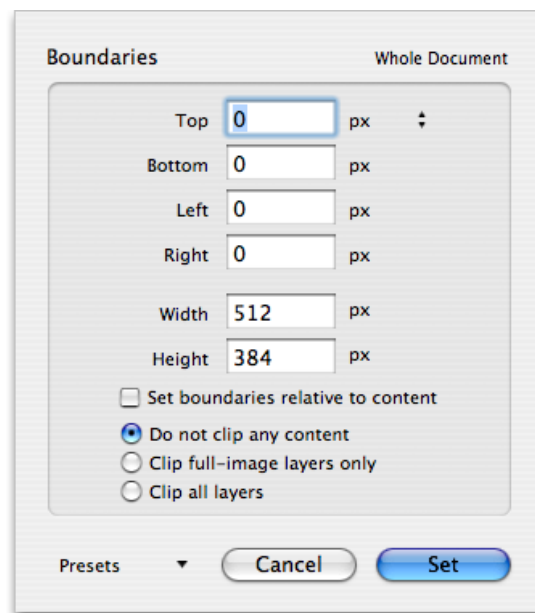 Boundaries Whole Document
Top 0 px
Bottom 0 px
Left 0 px
Right 0 px
Width 512 px
Height 384 px
Set boundaries relative to content
Do not clip any content
Clip full-image layers only
Clip all layers
Presets Cancel Set